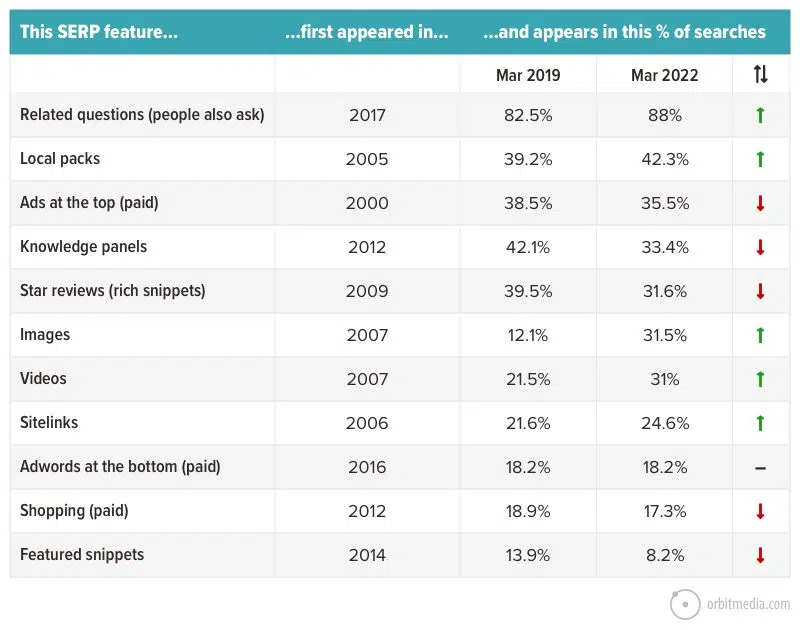 This SERP feature... ...first appeared in... ...and appears in this % of searches
Mar 2019 Mar 2022 ↑↓
Related questions (people also ask) 2017 82.5% 88% ↑
Local packs 2005 39.2% 42.3% ↑
Ads at the top (paid) 2000 38.5% 35.5% ↓
Knowledge panels 2012 42.1% 33.4% ↓
Star reviews (rich snippets) 2009 39.5% 31.6% ↓
Images 2007 12.1% 31.5% ↑
Videos 2007 21.5% 31% ↑
Sitelinks 2006 21.6% 24.6% ↑
Adwords at the bottom (paid) 2016 18.2% 18.2% –
Shopping (paid) 2012 18.9% 17.3% ↓
Featured snippets 2014 13.9% 8.2% ↓
orbitmedia.com